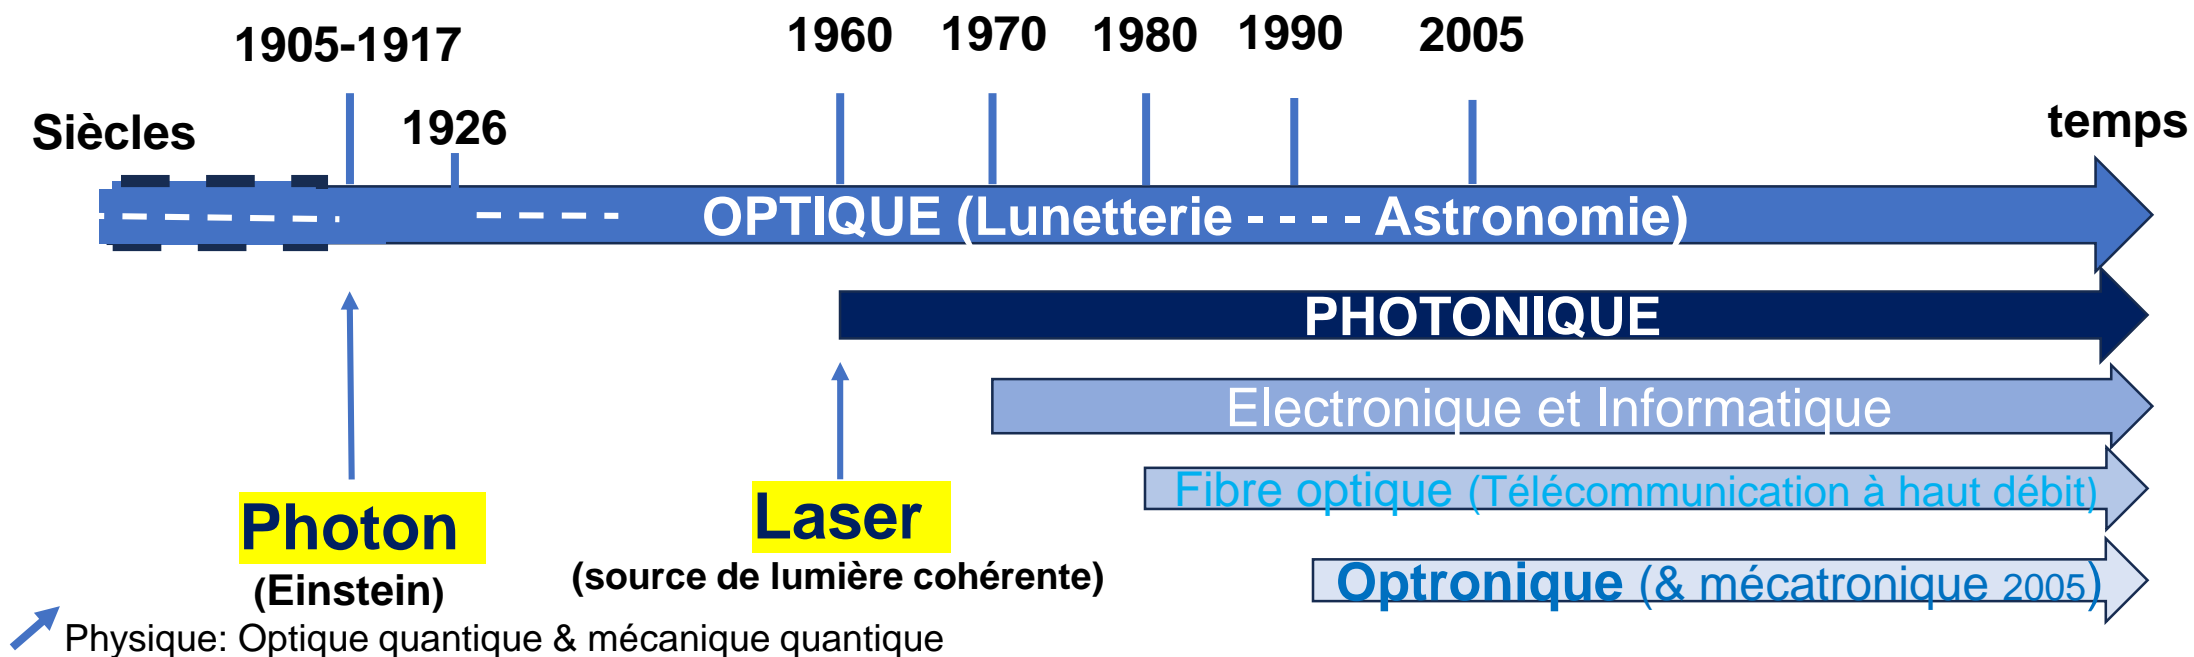 1905-1917
1960
1970
1980
1990
2005
Siècles
1926
temps
OPTIQUE (Lunetterie - - - - Astronomie)
PHOTONIQUE
Electronique et Informatique
Fibre optique (Télécommunication à haut débit)
Optronique (& mécatronique 2005)
Photon
(Einstein)
Laser
(source de lumière cohérente)
Physique: Optique quantique & mécanique quantique